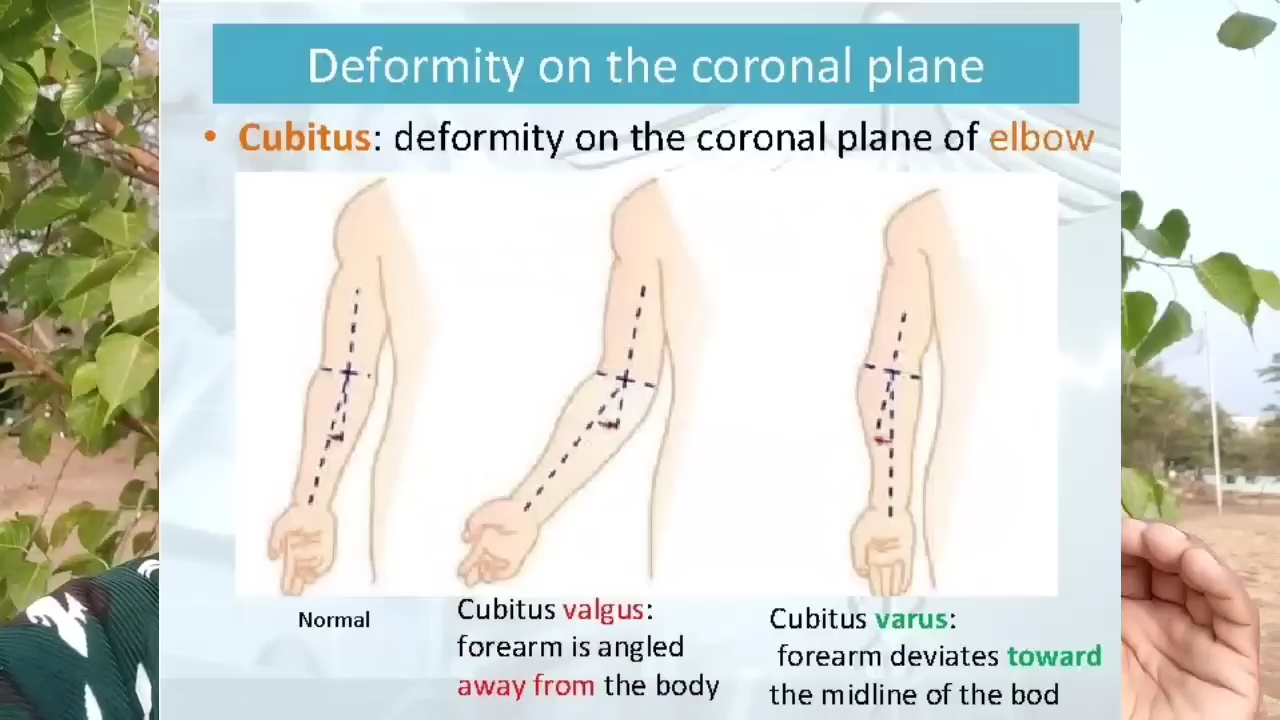 Deformity on the coronal plane
• Cubitus: deformity on the coronal plane of elbow
Normal
Cubitus valgus:
forearm is angled
away from the body
Cubitus varus:
forearm deviates toward
the midline of the bod